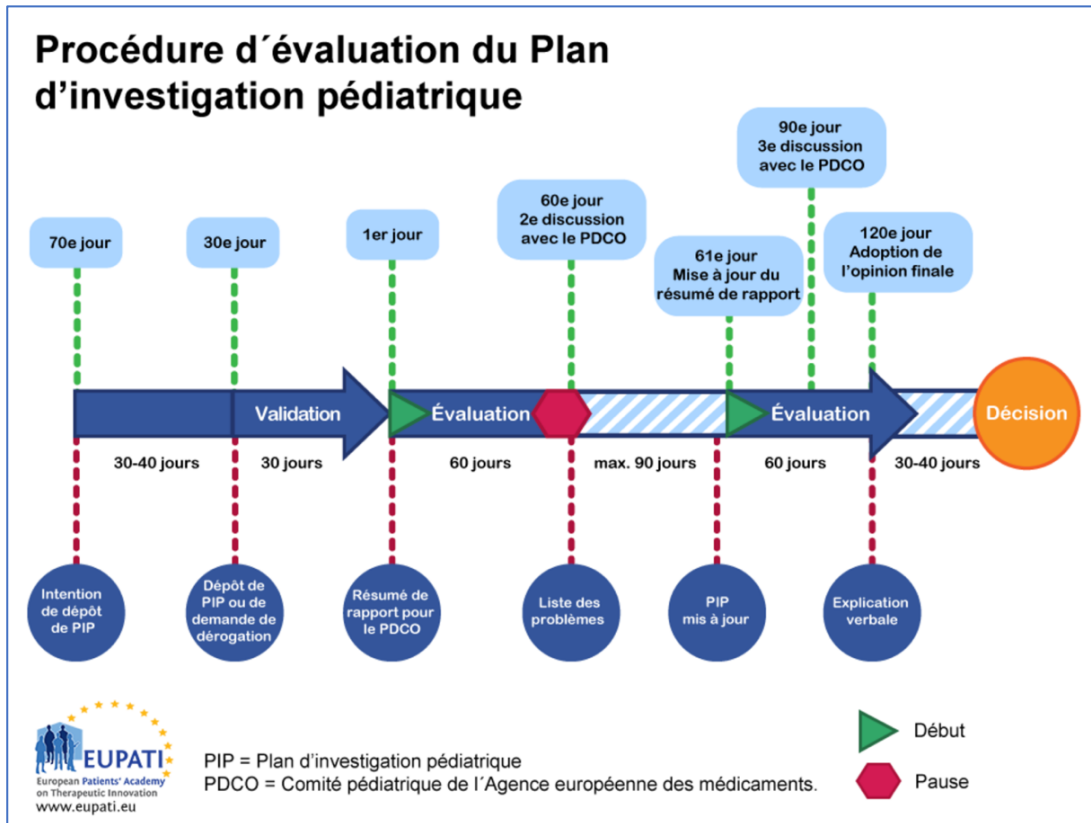 Procédure d´évaluation du Plan
d’investigation pédiatrique
70e jour
30e jour
1er jour
60e jour
2e discussion
avec le PDCO
61e jour
Mise à jour du
résumé de rapport
90e jour
3e discussion
avec le PDCO
120e jour
Adoption de
l’opinion finale
Validation
Évaluation
Évaluation
Décision
30-40 jours
30 jours
60 jours
max. 90 jours
60 jours
30-40 jours
Intention
de dépôt
de PIP
Dépôt de
PIP ou de
demande de
dérogation
Résumé de
rapport pour
le PDCO
Liste des
problèmes
PIP
mis à jour
Explication
verbale
EUPATI
European Patients’ Academy
on Therapeutic Innovation
www.eupati.eu
PIP = Plan d’investigation pédiatrique
PDCO = Comité pédiatrique de l´Agence européenne des médicaments.
Début
Pause